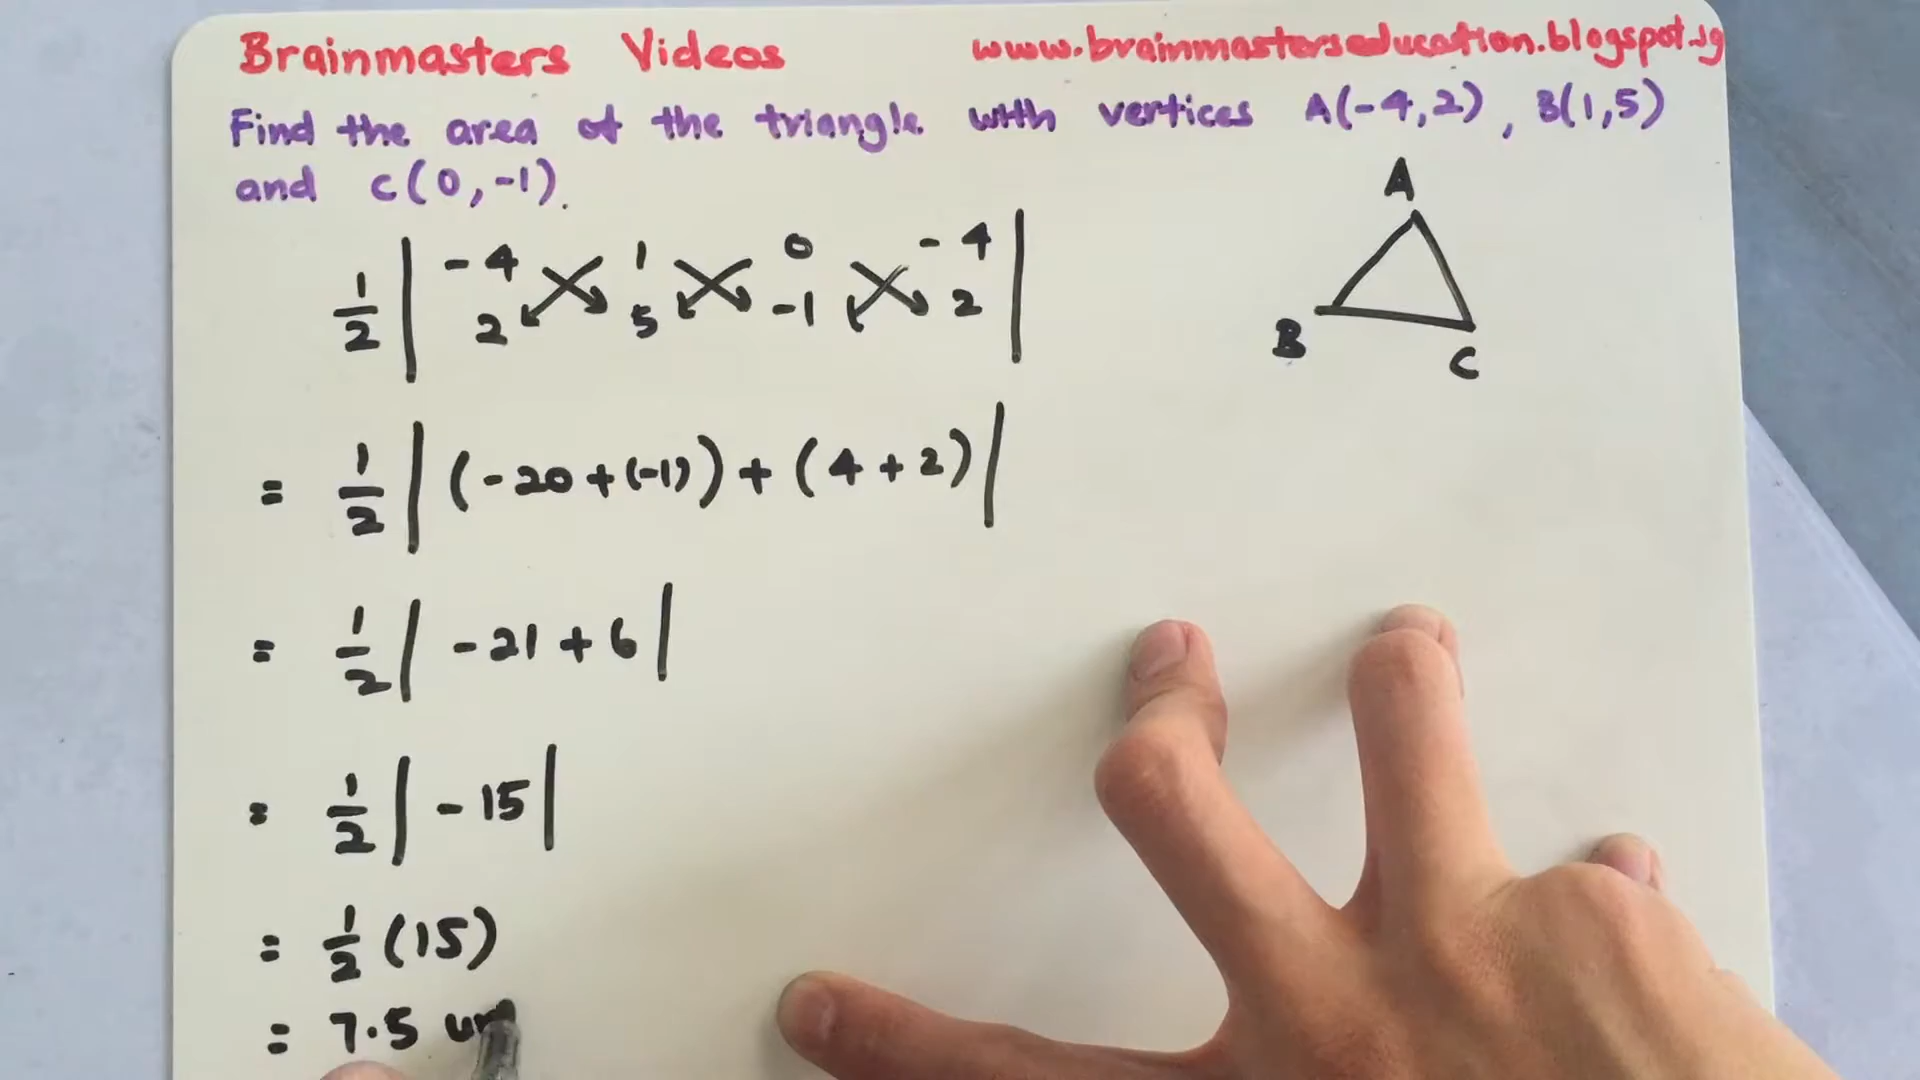 Brainmasters Videos www.brainmasterseducation.blogspot.sg
Find the area of the triangle with vertices A(-4,2), B(1,5)
and C(0,-1).
A
B
C
1/2 | -4 1 0 -4 |
2 5 -1 2
= 1/2 | (-20 + (-1)) + (4 + 2) |
= 1/2 | -21 + 6 |
= 1/2 | -15 |
= 1/2 (15)
= 7.5